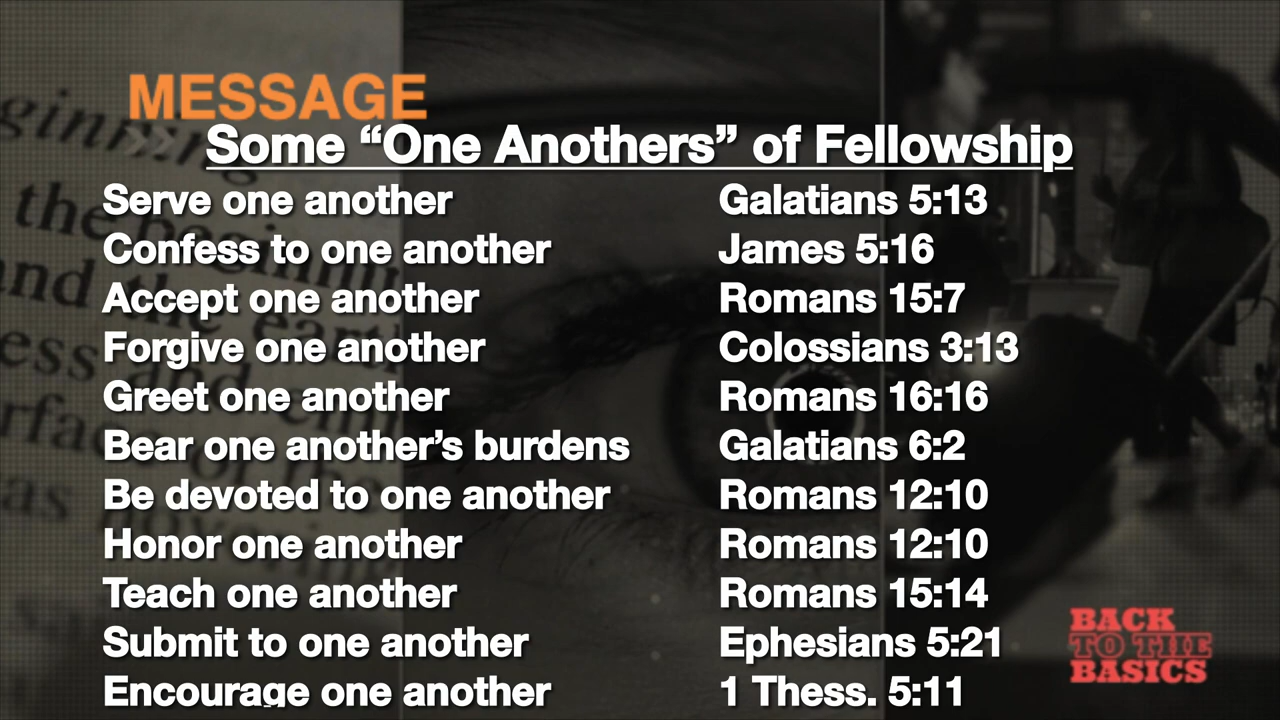 MESSAGE
Some “One Anothers” of Fellowship
Serve one another Galatians 5:13
Confess to one another James 5:16
Accept one another Romans 15:7
Forgive one another Colossians 3:13
Greet one another Romans 16:16
Bear one another’s burdens Galatians 6:2
Be devoted to one another Romans 12:10
Honor one another Romans 12:10
Teach one another Romans 15:14
Submit to one another Ephesians 5:21
Encourage one another 1 Thess. 5:11
BACK
TO THE
BASICS